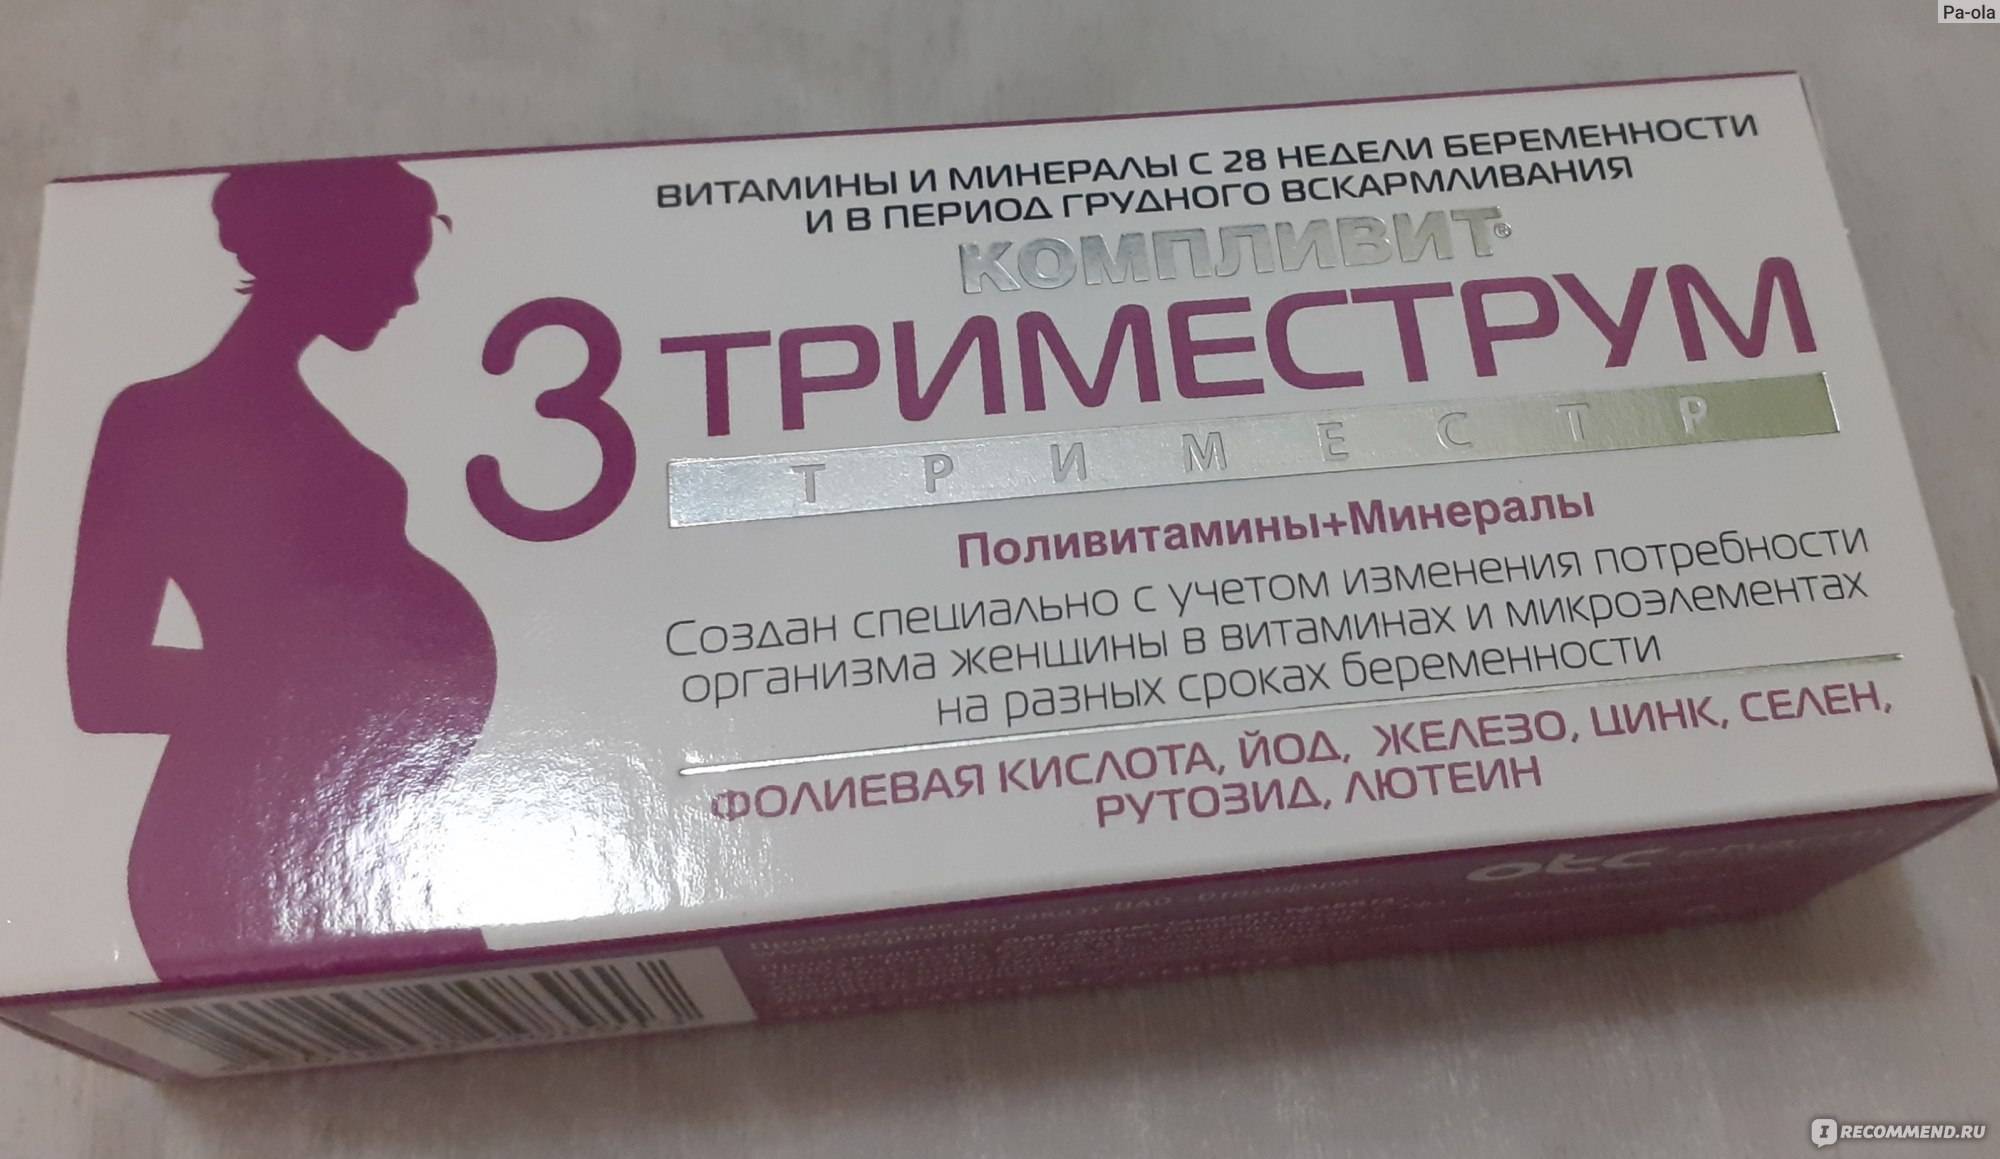 Pa-ola
ВИТАМИНЫ И МИНЕРАЛЫ С 28 НЕДЕЛИ БЕРЕМЕННОСТИ
И В ПЕРИОД ГРУДНОГО ВСКАРМЛИВАНИЯ
КОМПЛИВИТ®
3 ТРИМЕСТРУМ
ТРИМЕСТР
Поливитамины+Минералы
Создан специально с учетом изменения потребности
организма женщины в витаминах и микроэлементах
на разных сроках беременности
ФОЛИЕВАЯ КИСЛОТА, ЙОД, ЖЕЛЕЗО, ЦИНК, СЕЛЕН,
РУТОЗИД, ЛЮТЕИН
otc
IRECOMMEND.RU